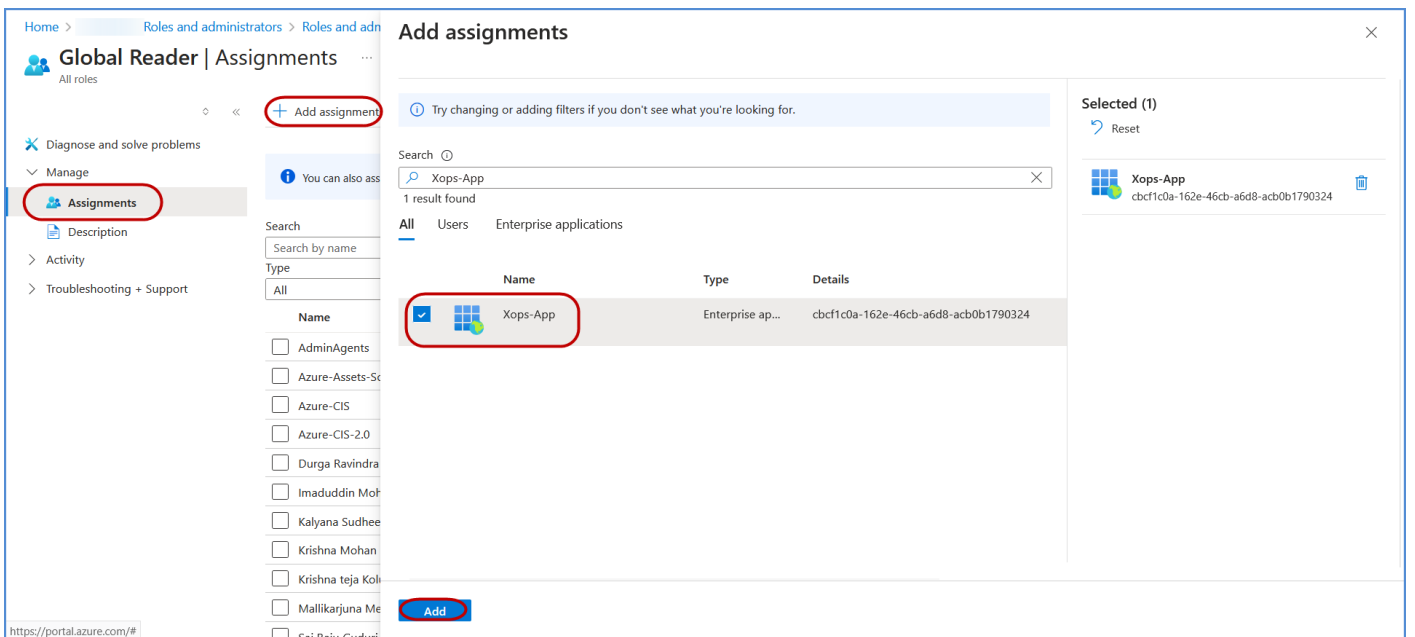 Home > Roles and administrators > Roles and adm
Global Reader | Assignments ...
All roles
Diagnose and solve problems
Manage
Assignments
Description
Activity
Troubleshooting + Support
+ Add assignment
You can also ass
Search
Search by name
Type
All
Name
AdminAgents
Azure-Assets-Sc
Azure-CIS
Azure-CIS-2.0
Durga Ravindra
Imaduddin Moh
Kalyana Sudhee
Krishna Mohan
Krishna teja Kolu
Mallikarjuna Me
https://portal.azure.com/#
Add assignments
Try changing or adding filters if you don't see what you're looking for.
Search
Xops-App
1 result found
All Users Enterprise applications
Name Type Details
Xops-App Enterprise ap... cbcf1c0a-162e-46cb-a6d8-acb0b1790324
Add
Selected (1)
Reset
Xops-App
cbcf1c0a-162e-46cb-a6d8-acb0b1790324